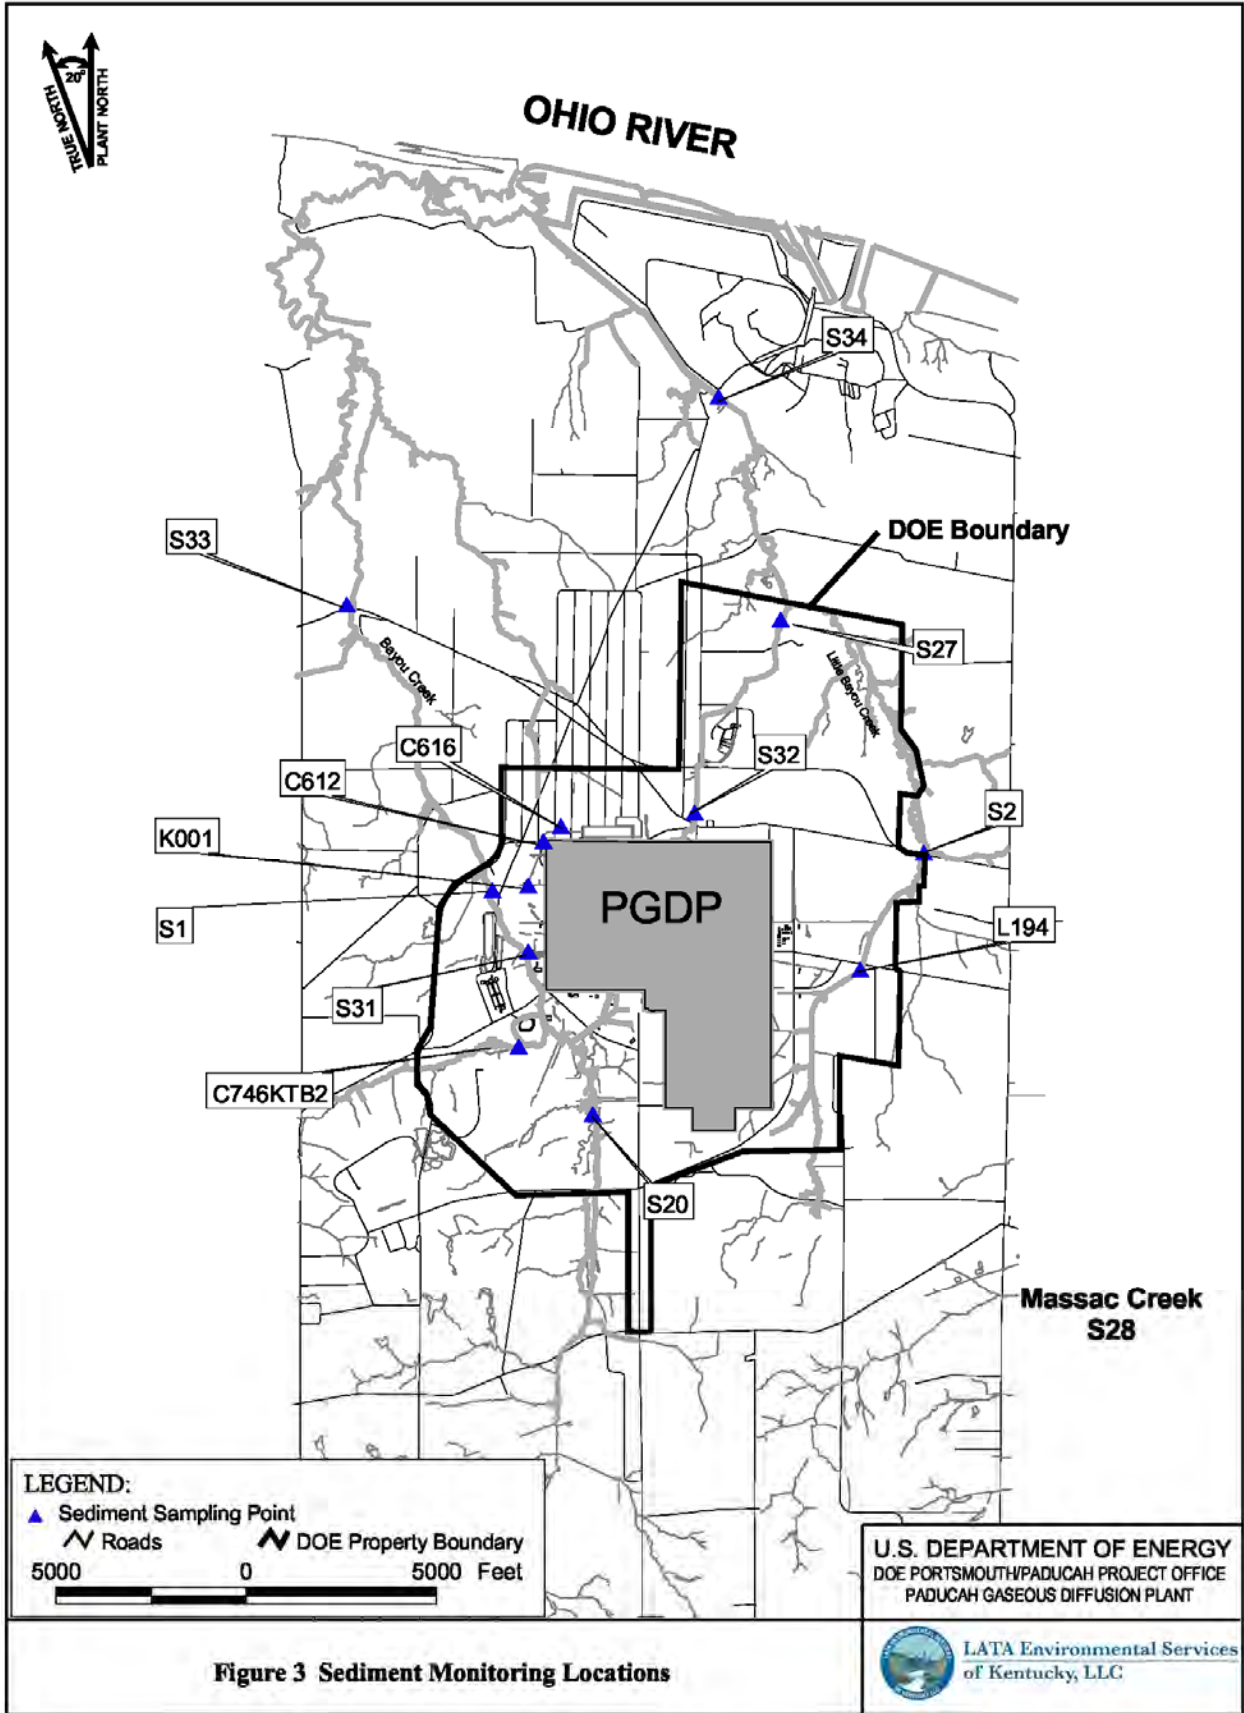 TRUE NORTH
20°
PLANT NORTH
OHIO RIVER
S34
DOE Boundary
S33
S27
Bayou Creek
Little Bayou Creek
C616
S32
C612
S2
K001
PGDP
S1
L194
S31
C746KTB2
S20
Massac Creek
S28
LEGEND:
Sediment Sampling Point
Roads
DOE Property Boundary
5000 0 5000 Feet
U.S. DEPARTMENT OF ENERGY
DOE PORTSMOUTH/PADUCAH PROJECT OFFICE
PADUCAH GASEOUS DIFFUSION PLANT
Figure 3 Sediment Monitoring Locations
LATA Environmental Services
of Kentucky, LLC